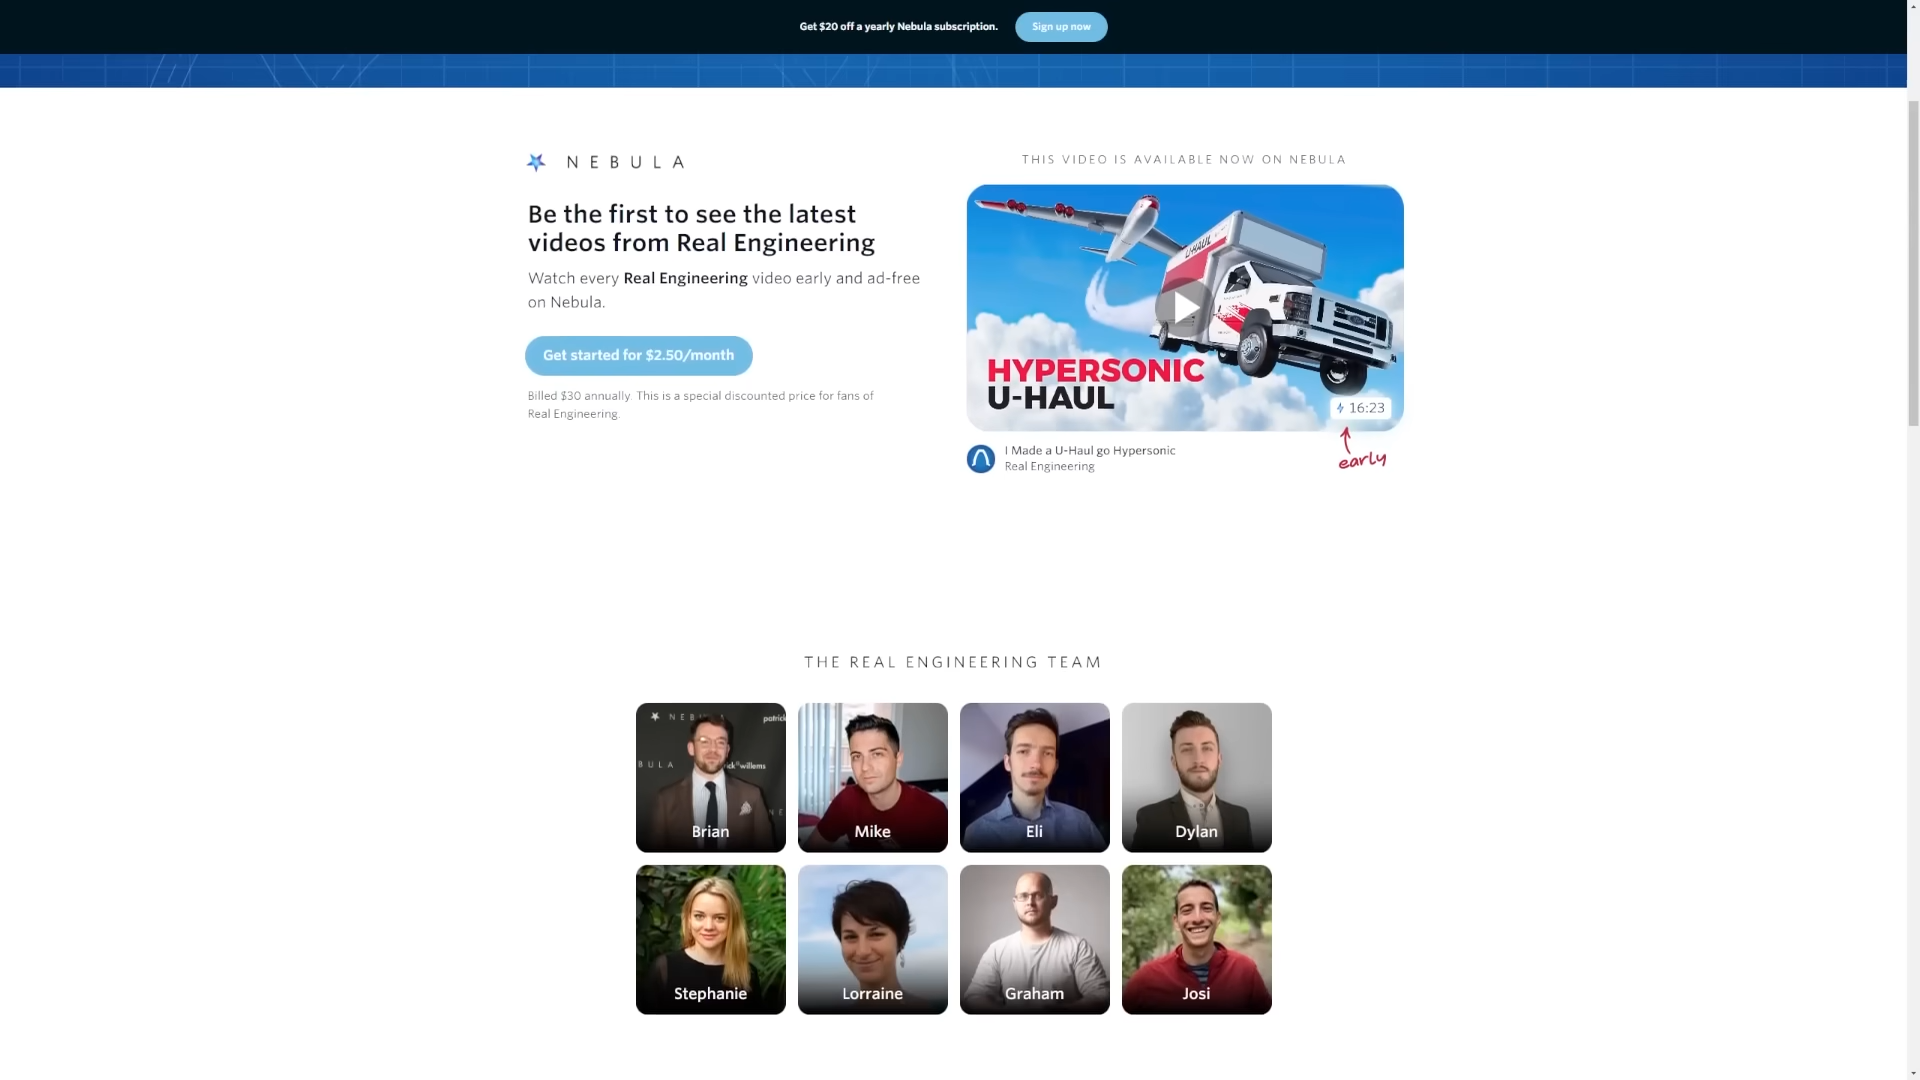 Get $20 off a yearly Nebula subscription.
Sign up now
NEBULA
Be the first to see the latest
videos from Real Engineering
Watch every Real Engineering video early and ad-free
on Nebula.
Get started for $2.50/month
Billed $30 annually. This is a special discounted price for fans of
Real Engineering.
THIS VIDEO IS AVAILABLE NOW ON NEBULA
U-HAUL
HYPERSONIC
U-HAUL
16:23
early
I Made a U-Haul go Hypersonic
Real Engineering
THE REAL ENGINEERING TEAM
Brian
Mike
Eli
Dylan
Stephanie
Lorraine
Graham
Josi